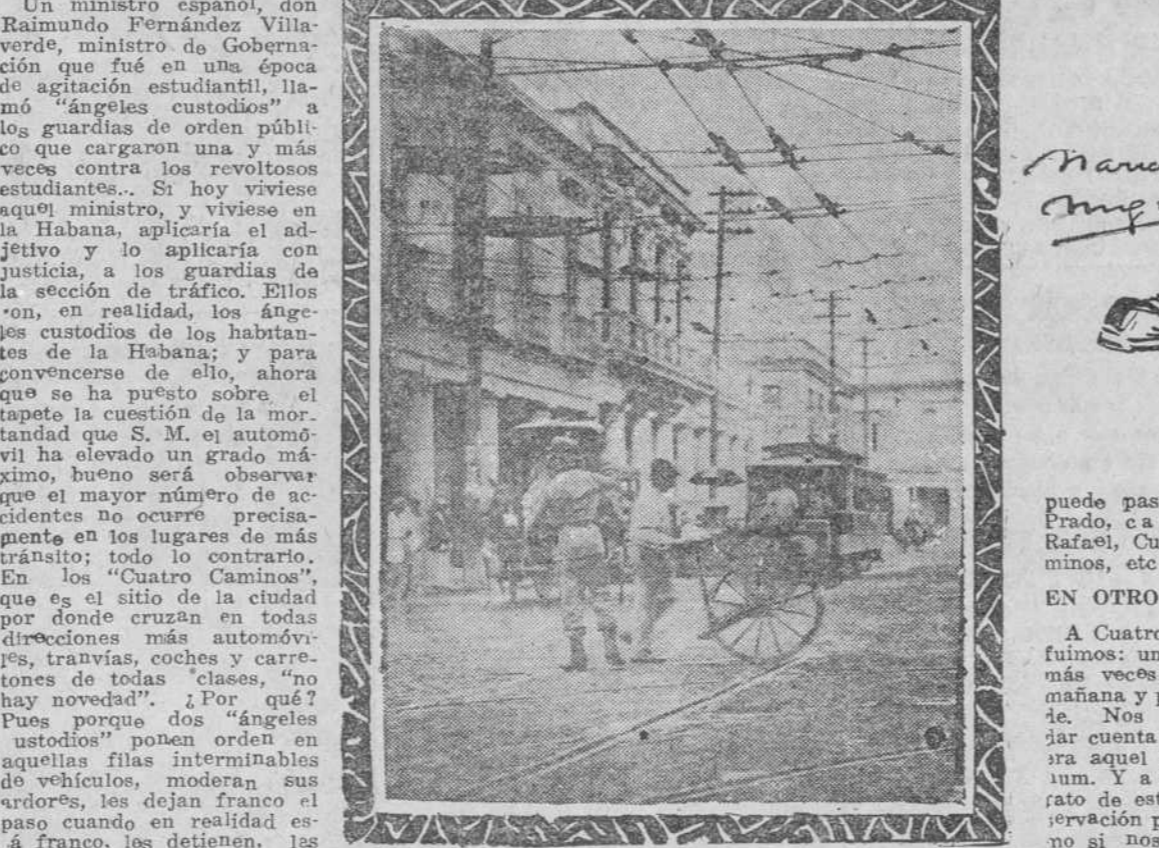 Un ministro español, don
Raimundo Fernández Villa-
verde, ministro de Goberna-
ción que fué en una época
de agitación estudiantil, lla-
mó "ángeles custodios" a
los guardias de orden públi-
co que cargaron una y más
veces contra los revoltosos
estudiantes... Si hoy viviese
aquel ministro, y viviese en
la Habana, aplicaría el ad-
jetivo y lo aplicaría con
justicia, a los guardias de
la sección de tráfico. Ellos
on, en realidad, los ánge-
les custodios de los habitan-
tes de la Habana; y para
convencerse de ello, ahora
que se ha puesto sobre el
tapete la cuestión de la mor-
tandad que S. M. el automó-
vil ha elevado un grado má-
ximo, bueno será observar
que el mayor número de ac-
cidentes no ocurre precisa-
mente en los lugares de más
tránsito; todo lo contrario.
En los "Cuatro Caminos",
que es el sitio de la ciudad
por donde cruzan en todas
direcciones más automóvi-
les, tranvías, coches y carre-
tones de todas clases, "no
hay novedad". ¿Por qué?
Pues porque dos "ángeles
ustodios" ponen orden en
aquellas filas interminables
de vehículos, moderan sus
ardores, les dejan franco el
paso cuando en realidad es-
á franco, les detienen, las
puede pas
Prado, ca
Rafael, Cu
minos, etc
EN OTRO
A Cuatro
fuimos: un
más veces
mañana y p
de. Nos
dar cuenta
era aquel
um. Y a
rato de est
servación p
no si nos